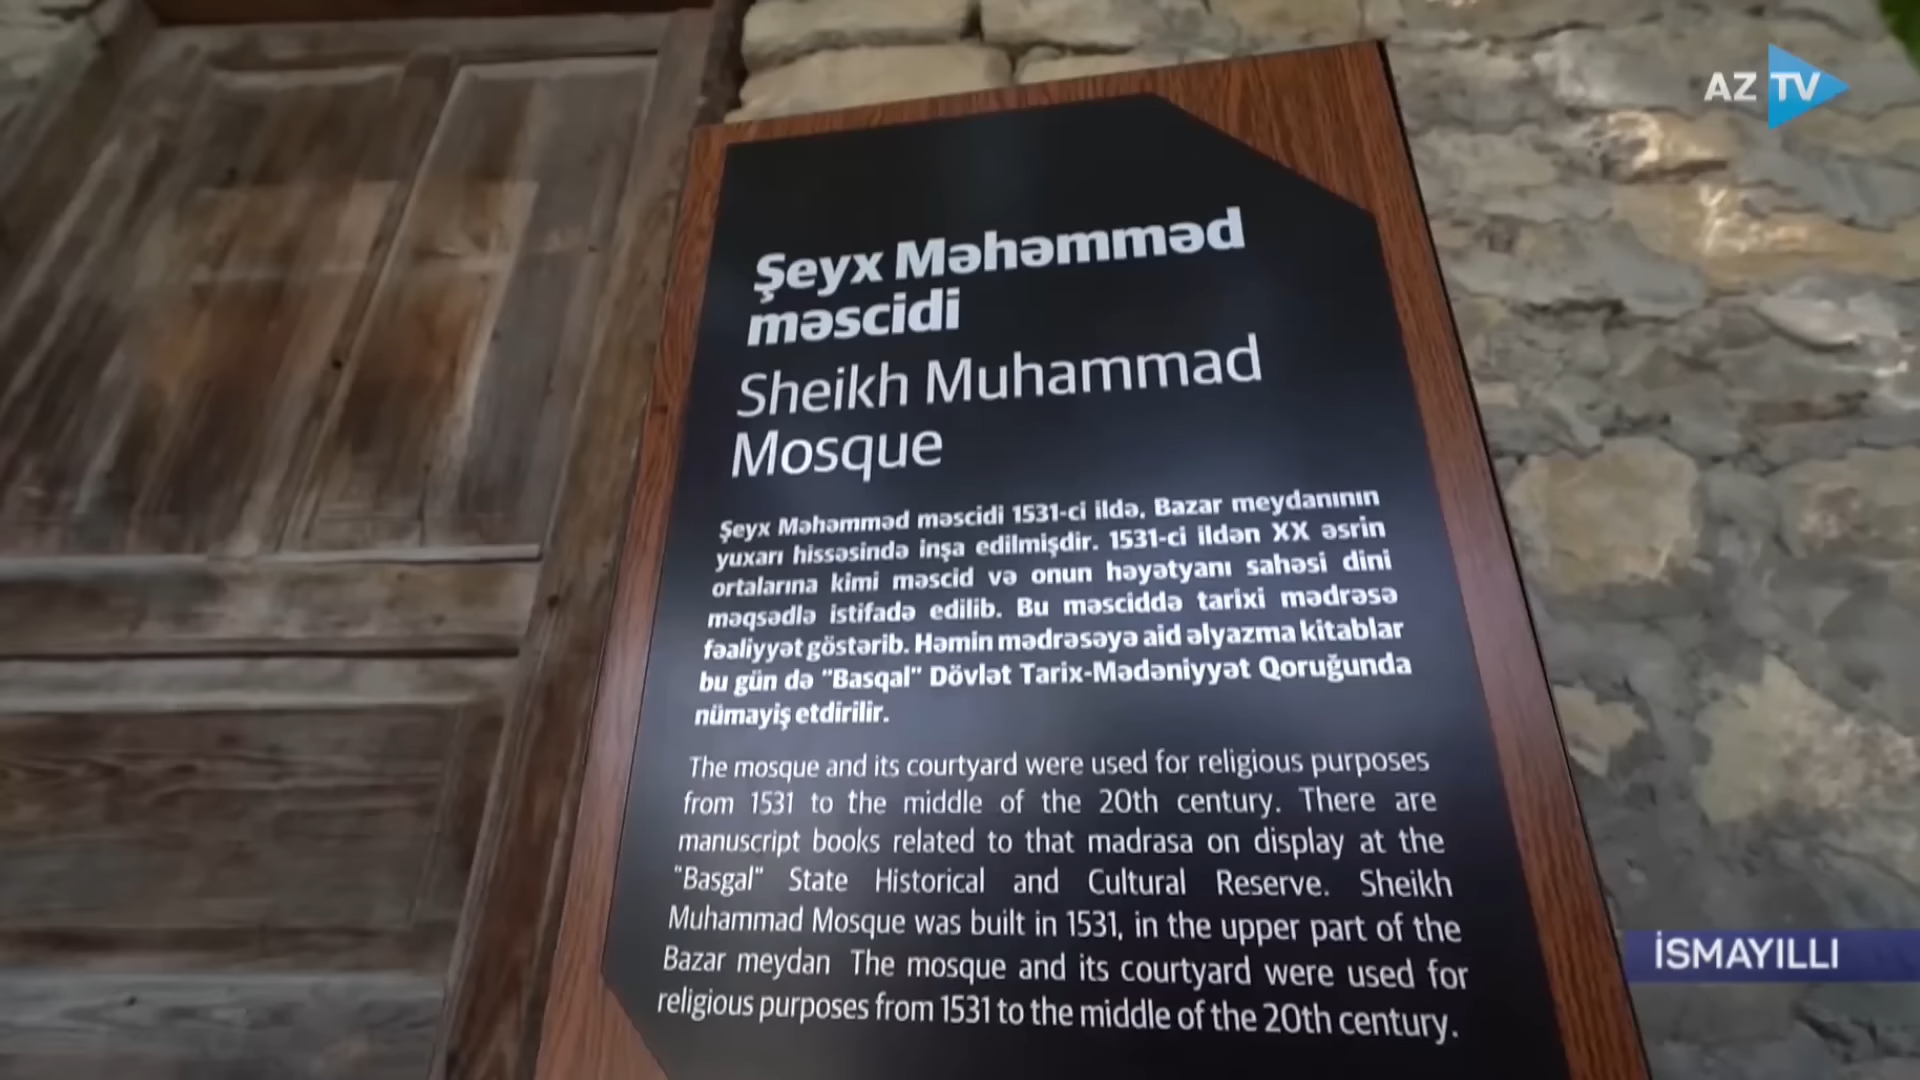 AZ TV
Şeyx Məhəmməd
məscidi
Sheikh Muhammad
Mosque
Şeyx Məhəmməd məscidi 1531-ci ildə, Bazar meydanının
yuxarı hissəsində inşa edilmişdir. 1531-ci ildən XX əsrin
ortalarına kimi məscid və onun həyətyanı sahəsi dini
məqsədlə istifadə edilib. Bu məsciddə tarixi mədrəsə
fəaliyyət göstərib. Həmin mədrəsəyə aid əlyazma kitablar
bu gün də "Basqal" Dövlət Tarix-Mədəniyyət Qoruğunda
nümayiş etdirilir.
The mosque and its courtyard were used for religious purposes
from 1531 to the middle of the 20th century. There are
manuscript books related to that madrasa on display at the
"Basgal" State Historical and Cultural Reserve. Sheikh
Muhammad Mosque was built in 1531, in the upper part of the
Bazar meydan The mosque and its courtyard were used for
religious purposes from 1531 to the middle of the 20th century.
İSMAYILLI